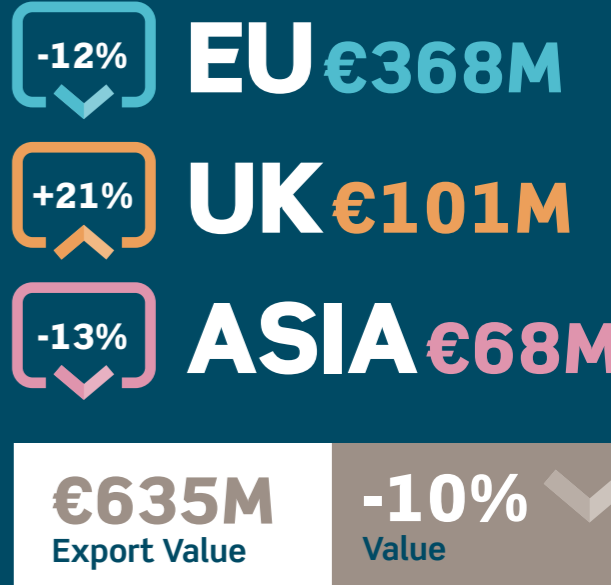 -12% EU €368M
+21% UK €101M
-13% ASIA €68M
€635M -10%
Export Value Value